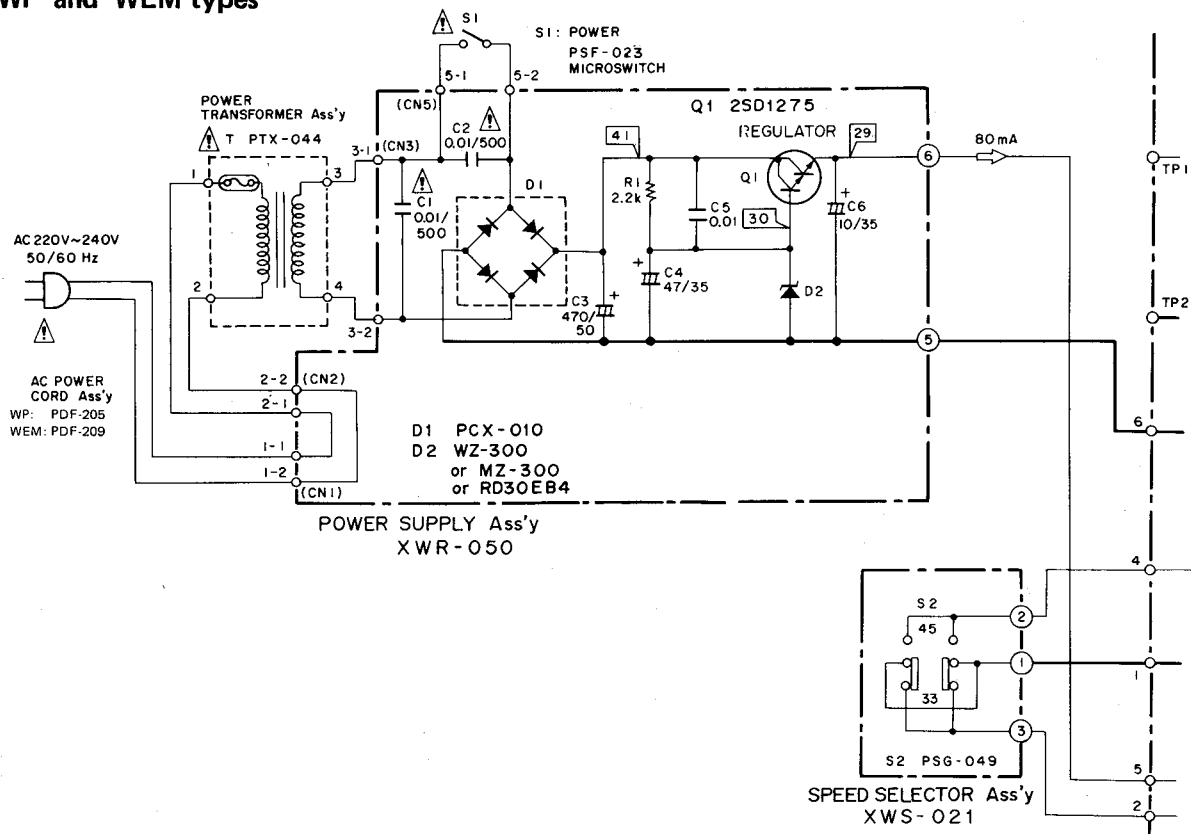 WP and WEM types
S1
S1: POWER
PSF-023
MICROSWITCH
5-1
5-2
(CN5)
POWER
TRANSFORMER Ass'y
T PTX-044
3-1
(CN3)
C2
0.01/500
Q1 2SD1275
REGULATOR
41
29
6
80mA
TP1
1
3
C1
0.01/
500
D1
R1
2.2k
Q1
C5
0.01
30
C6
10/35
AC 220V~240V
50/60 Hz
2
4
C4
47/35
D2
TP2
C3
470/
50
3-2
5
AC POWER
CORD Ass'y
WP: PDF-205
WEM: PDF-209
2-2
(CN2)
2-1
1-1
1-2
(CN1)
D1 PCX-010
D2 WZ-300
or MZ-300
or RD30EB4
6
POWER SUPPLY Ass'y
XWR-050
4
S2
45
2
1
1
33
3
S2 PSG-049
5
SPEED SELECTOR Ass'y
XWS-021
2